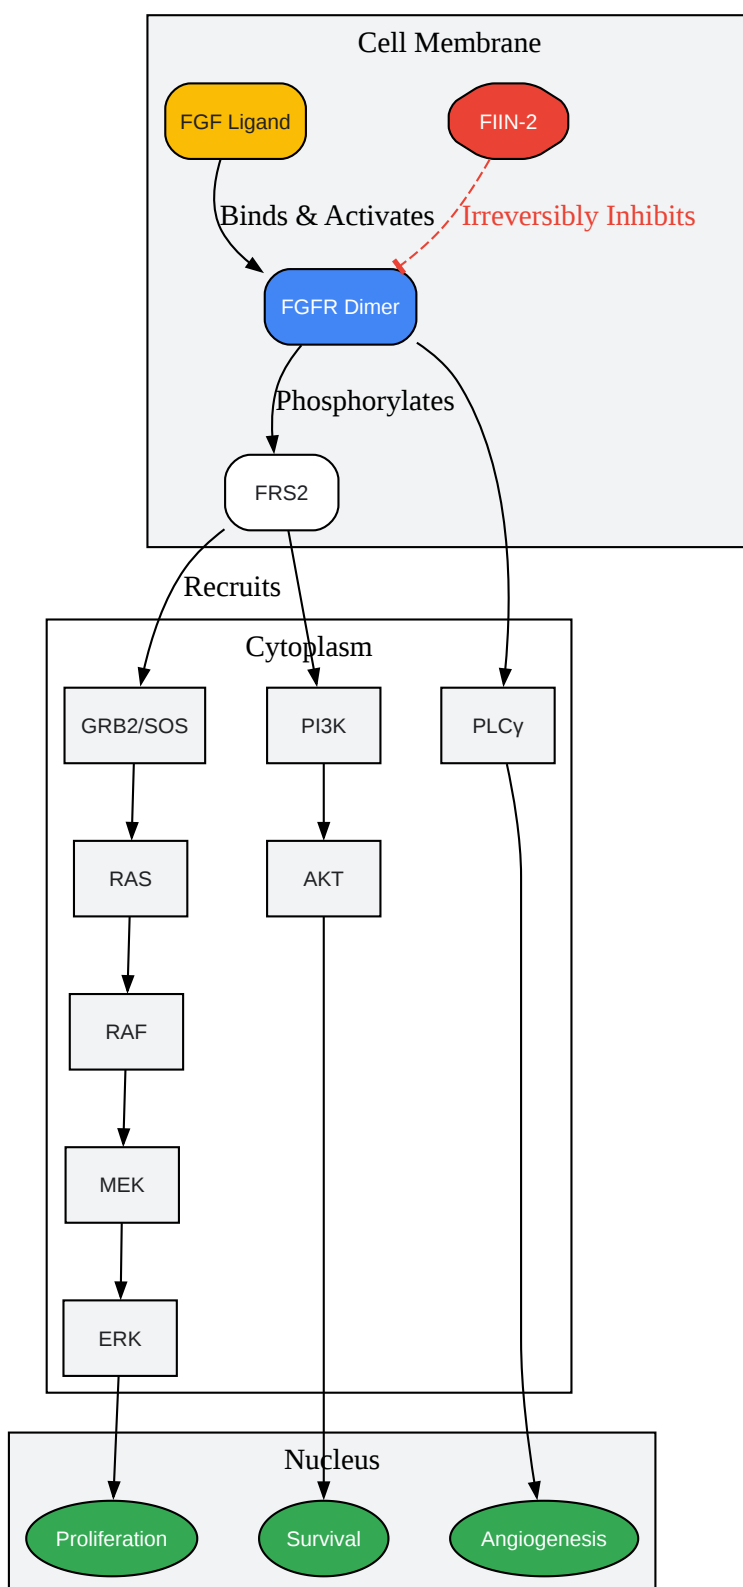 Cell Membrane
FGF Ligand
FIIN-2
Binds & Activates
Irreversibly Inhibits
FGFR Dimer
Phosphorylates
FRS2
Recruits
Cytoplasm
GRB2/SOS
PI3K
PLCγ
RAS
AKT
RAF
MEK
ERK
Nucleus
Proliferation
Survival
Angiogenesis